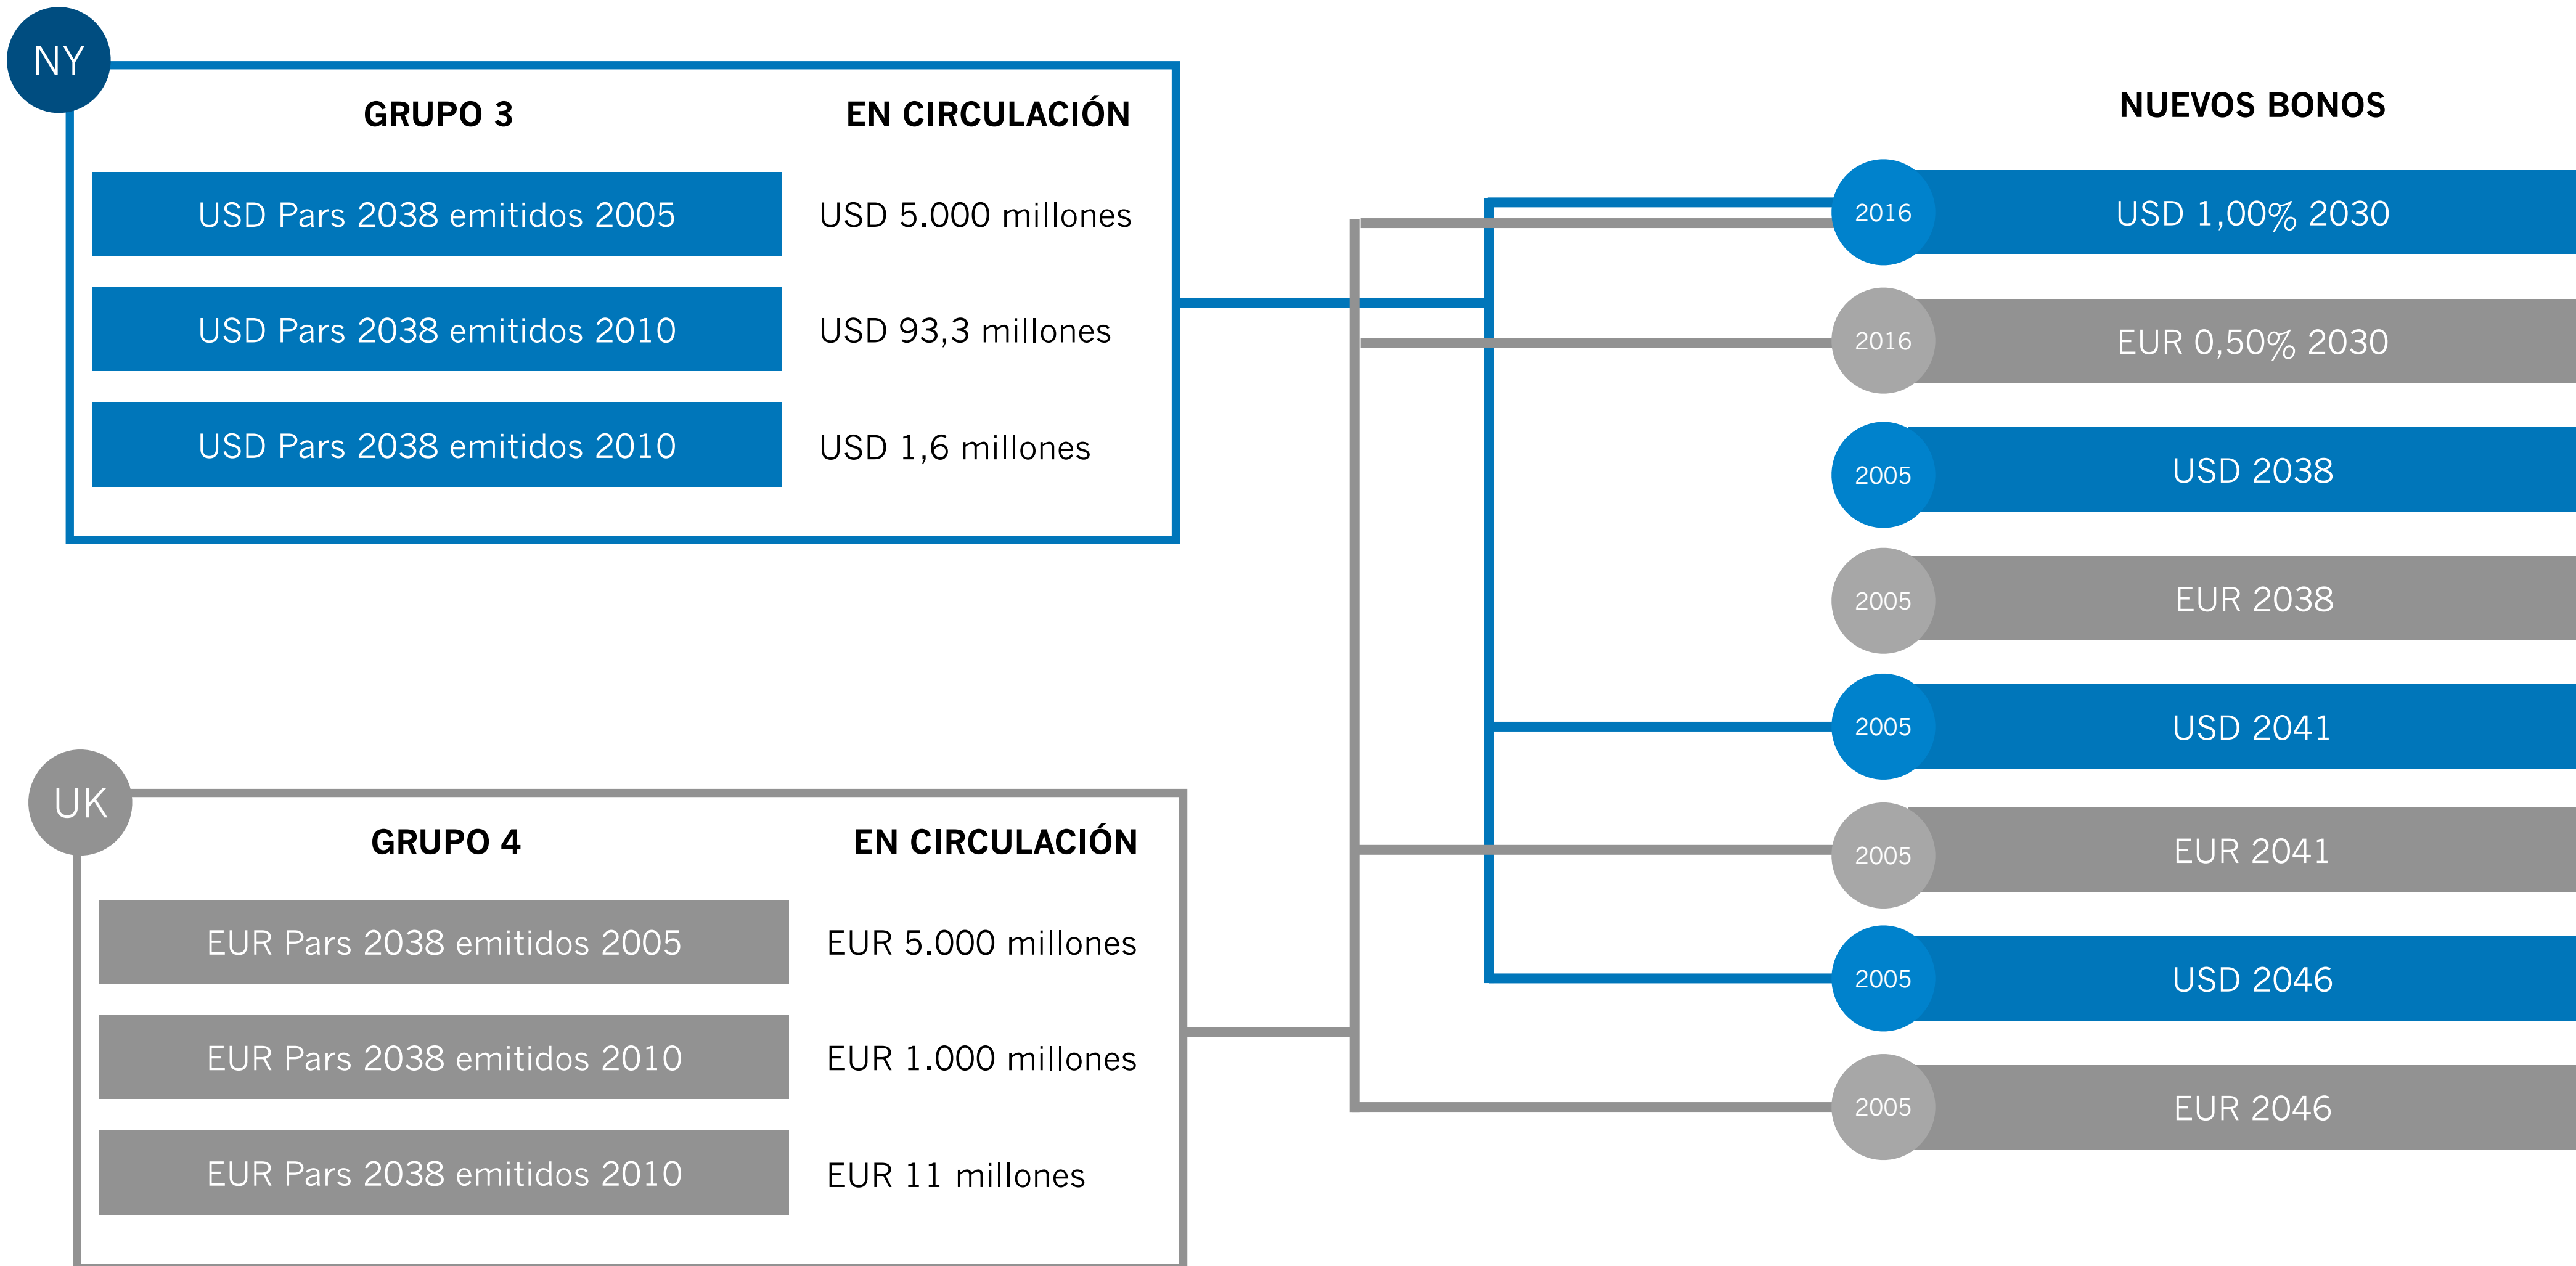 NY
GRUPO 3 EN CIRCULACIÓN
USD Pars 2038 emitidos 2005 USD 5.000 millones
USD Pars 2038 emitidos 2010 USD 93,3 millones
USD Pars 2038 emitidos 2010 USD 1,6 millones
UK
GRUPO 4 EN CIRCULACIÓN
EUR Pars 2038 emitidos 2005 EUR 5.000 millones
EUR Pars 2038 emitidos 2010 EUR 1.000 millones
EUR Pars 2038 emitidos 2010 EUR 11 millones
NUEVOS BONOS
2016 USD 1,00% 2030
2016 EUR 0,50% 2030
2005 USD 2038
2005 EUR 2038
2005 USD 2041
2005 EUR 2041
2005 USD 2046
2005 EUR 2046